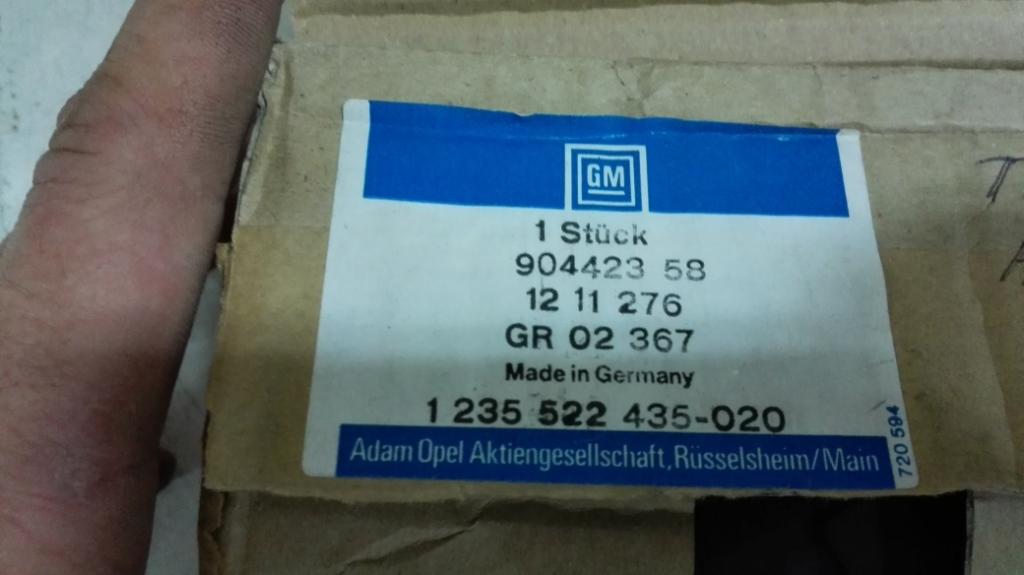 GM
1 Stück
904423 58
12 11 276
GR 02 367
Made in Germany
1 235 522 435-020
Adam Opel Aktiengesellschaft, Rüsselsheim/Main
720 594
T